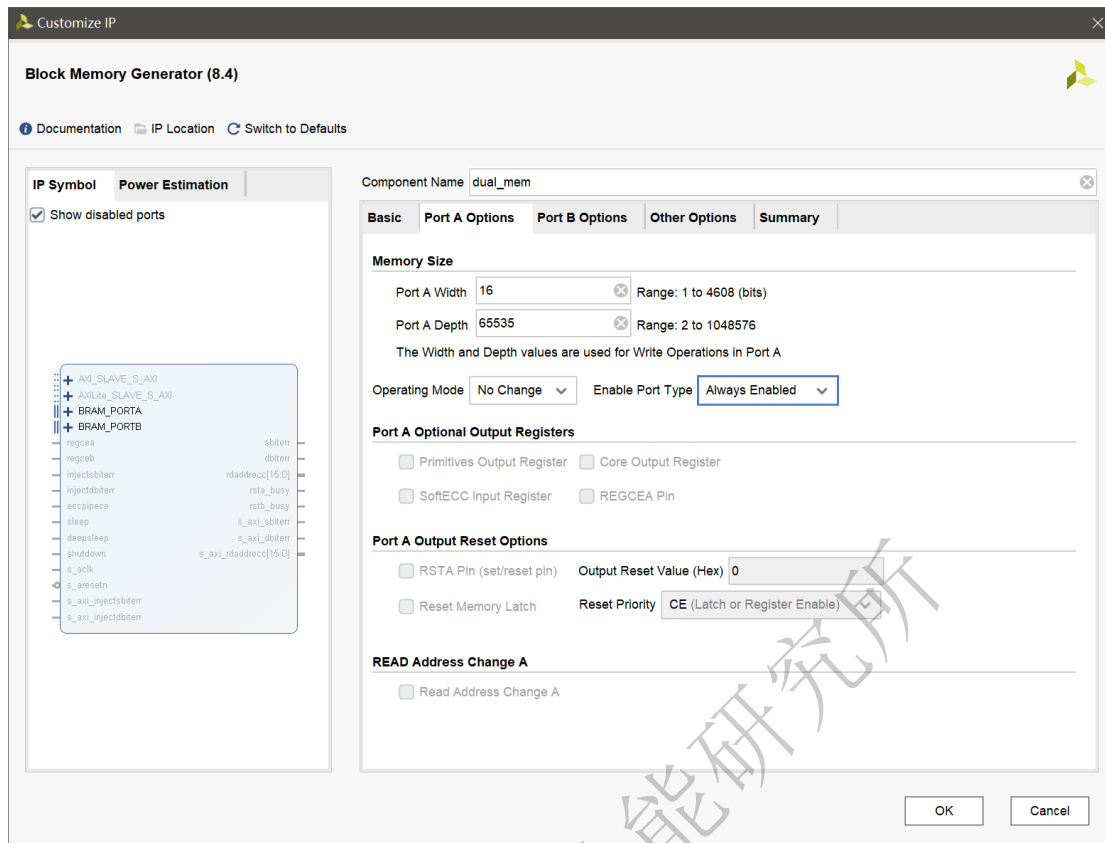 Customize IP
Block Memory Generator (8.4)
Documentation IP Location Switch to Defaults
IP Symbol Power Estimation
Show disabled ports
AXI_SLAVE_S_AXI
AXILite_SLAVE_S_AXI
BRAM_PORTA
BRAM_PORTB
regcea sbiterr
regceb dbiterr
injectsbiterr rdaddrecc[15:0]
injectdbiterr rsta_busy
eccpipece rstb_busy
sleep s_axi_sbiterr
deepsleep s_axi_dbiterr
shutdown s_axi_rdaddrecc[15:0]
s_aclk
s_aresetn
s_axi_injectsbiterr
s_axi_injectdbiterr
Component Name dual_mem
Basic Port A Options Port B Options Other Options Summary
Memory Size
Port A Width 16 Range: 1 to 4608 (bits)
Port A Depth 65535 Range: 2 to 1048576
The Width and Depth values are used for Write Operations in Port A
Operating Mode No Change Enable Port Type Always Enabled
Port A Optional Output Registers
Primitives Output Register Core Output Register
SoftECC Input Register REGCEA Pin
Port A Output Reset Options
RSTA Pin (set/reset pin) Output Reset Value (Hex) 0
Reset Memory Latch Reset Priority CE (Latch or Register Enable)
READ Address Change A
Read Address Change A
OK Cancel
能研究所